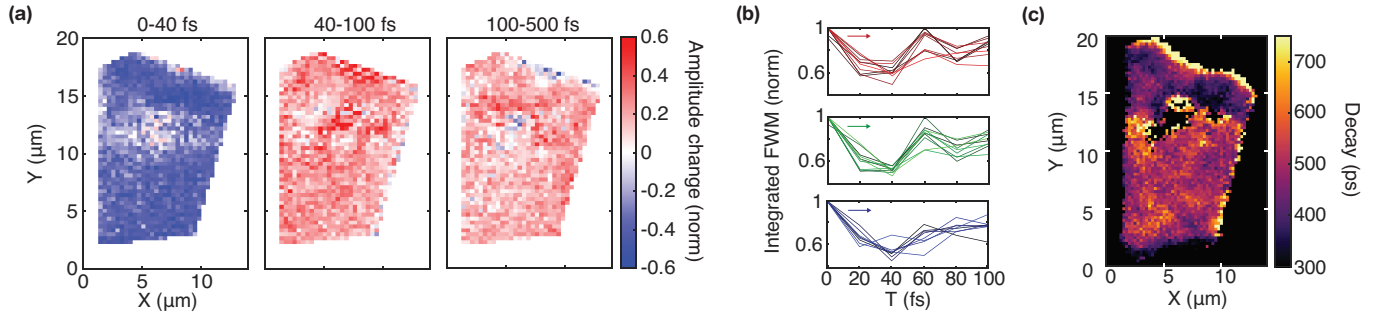 (a)
0-40 fs
40-100 fs
100-500 fs
20
15
10
5
0
Y (µm)
0
5
10
X (µm)
0.6
0.4
0.2
0
-0.2
-0.4
-0.6
Amplitude change (norm)
(b)
1
0.6
1
0.6
1
0.6
Integrated FWM (norm)
0 20 40 60 80 100
T (fs)
(c)
20
15
10
5
0
Y (µm)
0
5
10
X (µm)
700
600
500
400
300
Decay (ps)